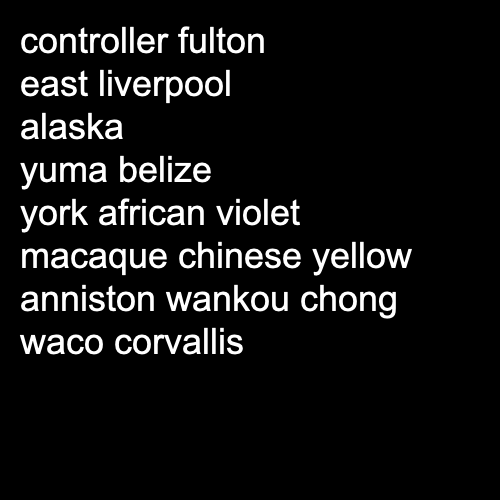 controller fulton
east liverpool
alaska
yuma belize
york african violet
macaque chinese yellow
anniston wankou chong
waco corvallis